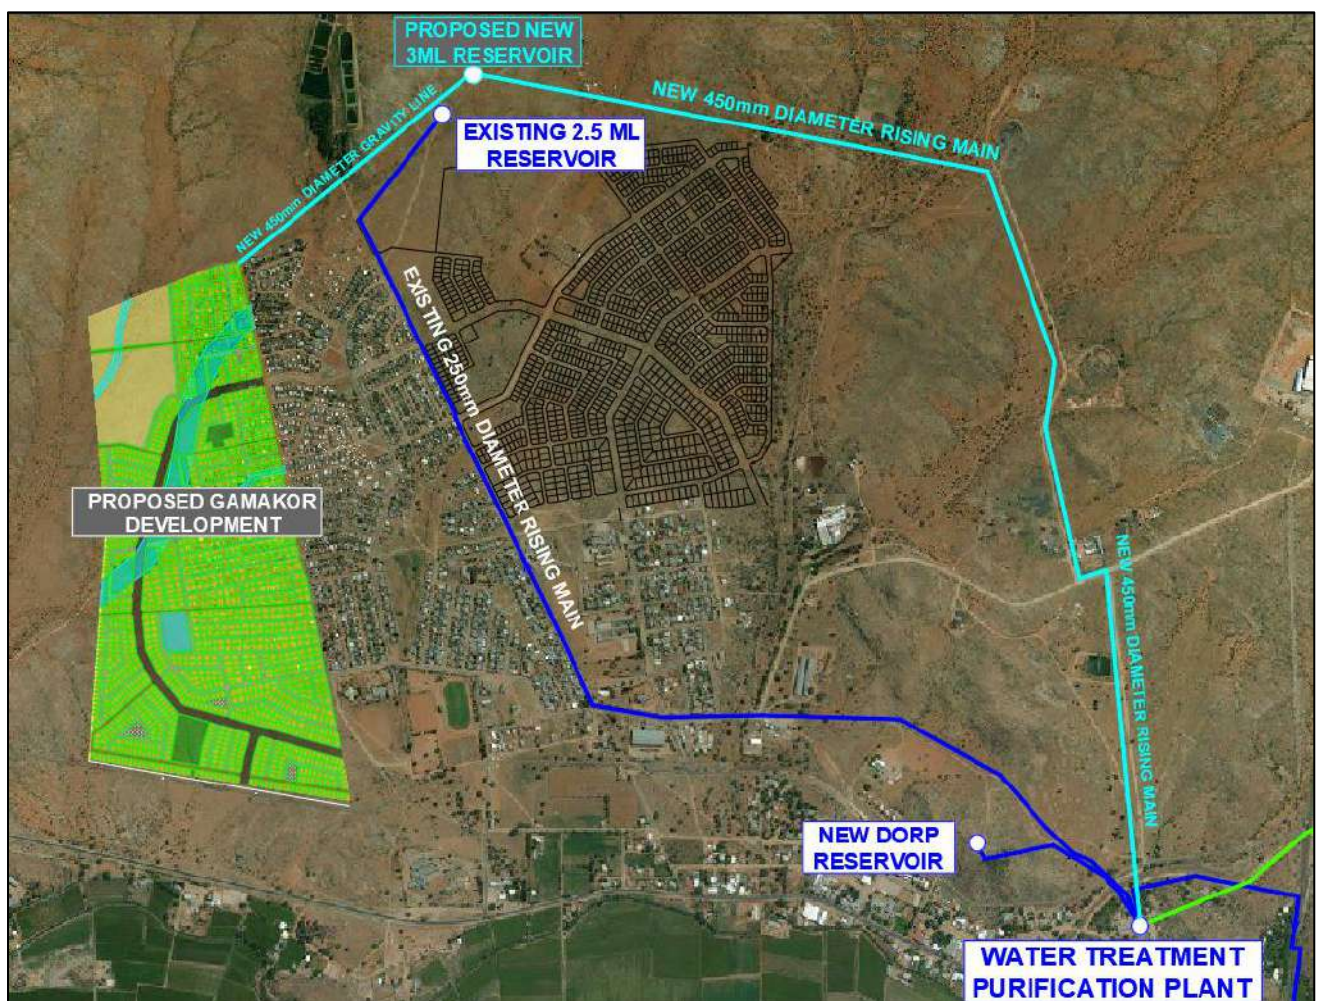 PROPOSED NEW
3ML RESERVOIR
NEW 450mm DIAMETER GRAVITY LINE
EXISTING 2.5 ML
RESERVOIR
NEW 450mm DIAMETER RISING MAIN
EXISTING 250mm DIAMETER RISING MAIN
PROPOSED GAMAKOR
DEVELOPMENT
NEW 450mm DIAMETER RISING MAIN
NEW DORP
RESERVOIR
WATER TREATMENT
PURIFICATION PLANT